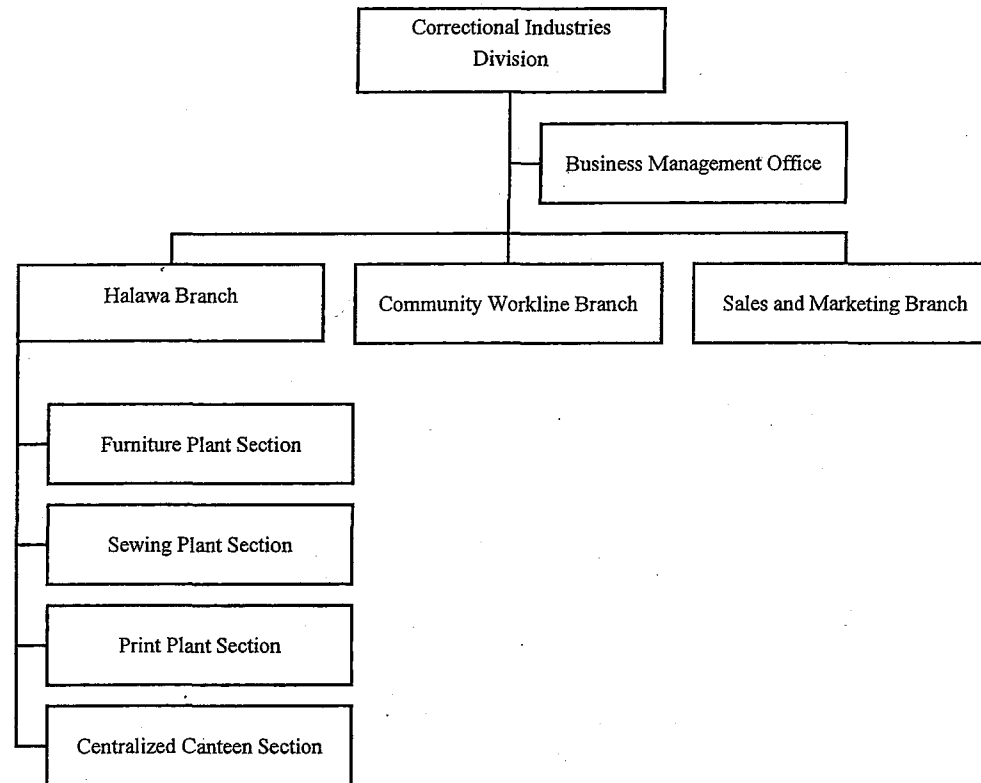 Correctional Industries
Division
Business Management Office
Halawa Branch
Community Workline Branch
Sales and Marketing Branch
Furniture Plant Section
Sewing Plant Section
Print Plant Section
Centralized Canteen Section